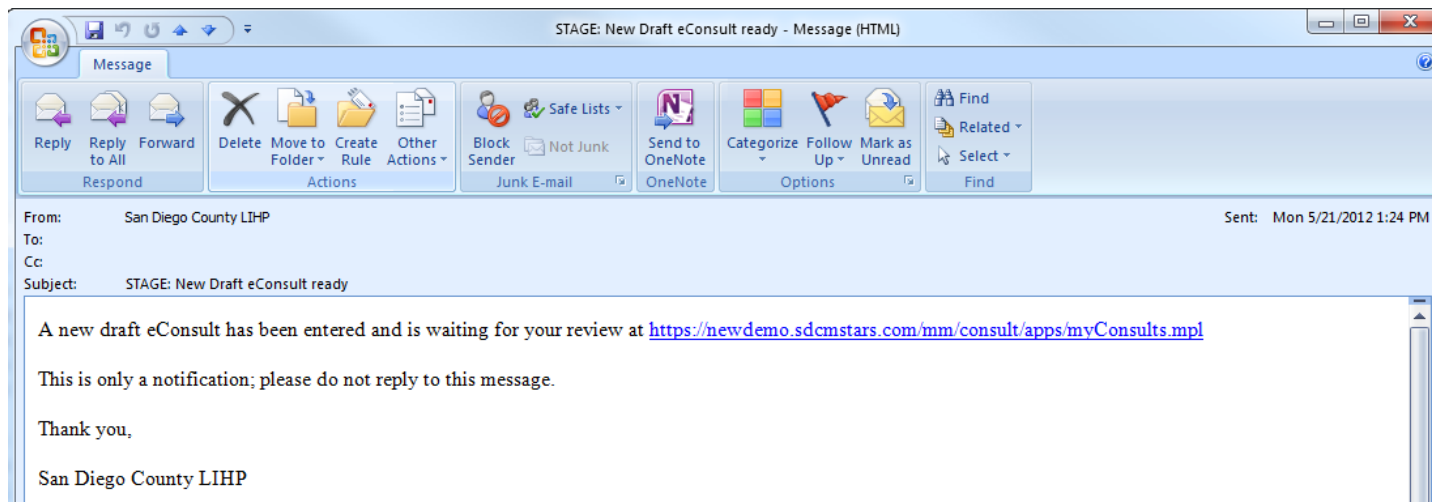 STAGE: New Draft eConsult ready - Message (HTML)
Message
Reply
Reply to All
Forward
Respond
Delete
Move to Folder
Create Rule
Other Actions
Actions
Block Sender
Safe Lists
Not Junk
Junk E-mail
Send to OneNote
OneNote
Categorize
Follow Up
Mark as Unread
Options
Find
Related
Select
Find
From: San Diego County LIHP Sent: Mon 5/21/2012 1:24 PM
To:
Cc:
Subject: STAGE: New Draft eConsult ready
A new draft eConsult has been entered and is waiting for your review at https://newdemo.sdcmstars.com/mm/consult/apps/myConsults.mpl
This is only a notification; please do not reply to this message.
Thank you,
San Diego County LIHP